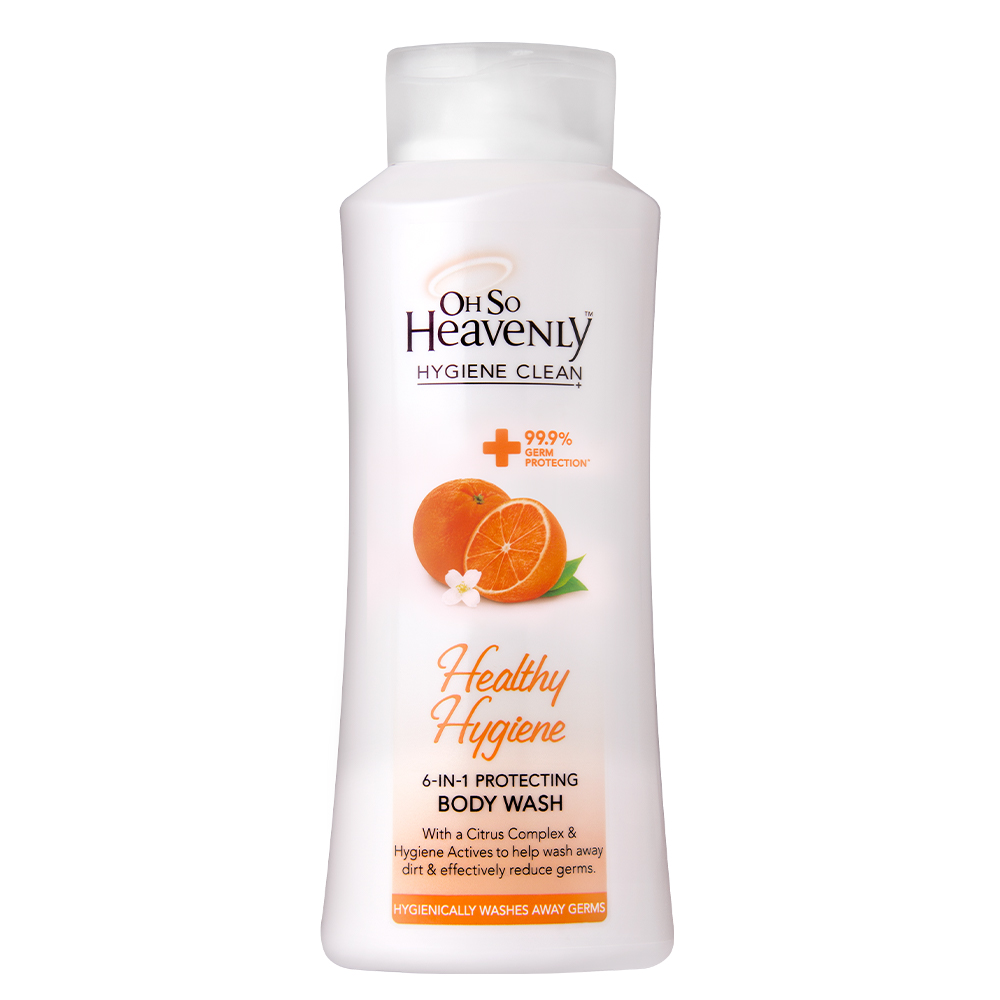 OH SO
HEAVENLY™
HYGIENE CLEAN+
99.9%
GERM
PROTECTION*
Healthy
Hygiene
6-IN-1 PROTECTING
BODY WASH
With a Citrus Complex &
Hygiene Actives to help wash away
dirt & effectively reduce germs.
HYGIENICALLY WASHES AWAY GERMS